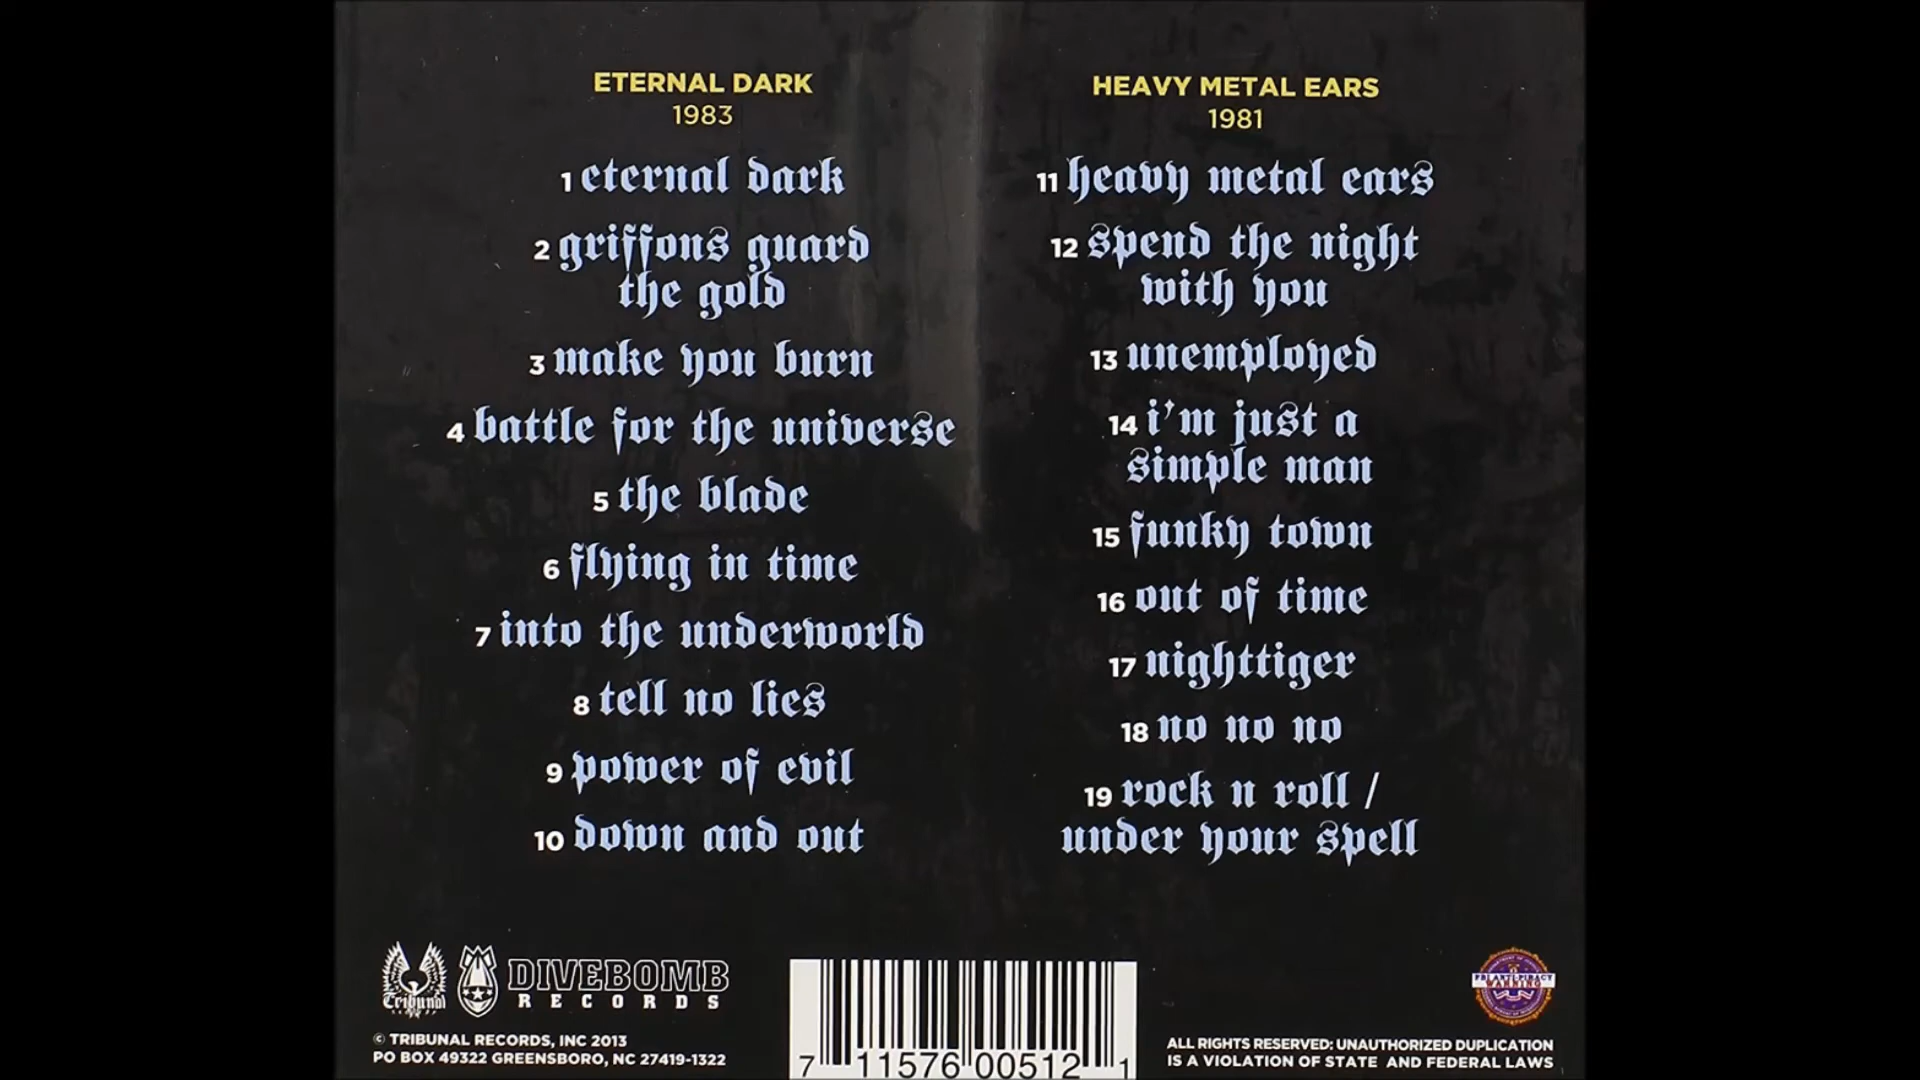 ETERNAL DARK
1983
1 eternal dark
2 griffons guard
the gold
3 make you burn
4 battle for the universe
5 the blade
6 flying in time
7 into the underworld
8 tell no lies
9 power of evil
10 down and out
HEAVY METAL EARS
1981
11 heavy metal ears
12 spend the night
with you
13 unemployed
14 i'm just a
simple man
15 funky town
16 out of time
17 nighttiger
18 no no no
19 rock n roll /
under your spell
Tribunal
DIVEBOMB
RECORDS
© TRIBUNAL RECORDS, INC 2013
PO BOX 49322 GREENSBORO, NC 27419-1322
7 11576 00512 1
FBI ANTI-PIRACY
WARNING
ALL RIGHTS RESERVED: UNAUTHORIZED DUPLICATION
IS A VIOLATION OF STATE AND FEDERAL LAWS